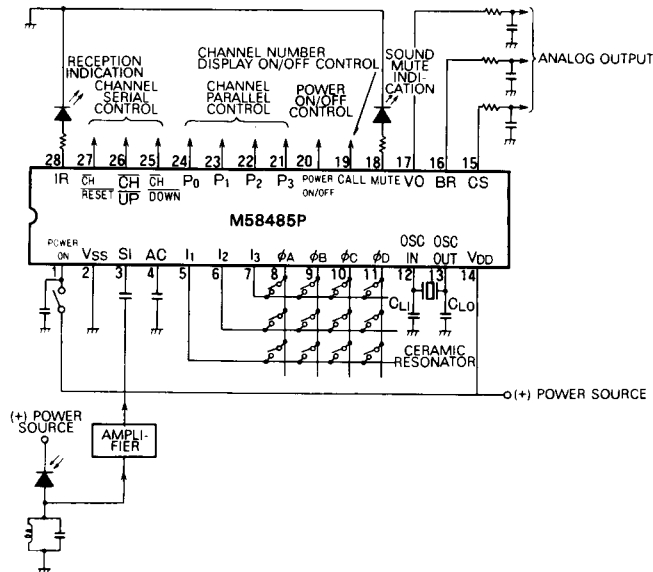 RECEPTION
INDICATION
CHANNEL
SERIAL
CONTROL
CHANNEL NUMBER
DISPLAY ON/OFF CONTROL
CHANNEL
PARALLEL
CONTROL
POWER
ON/OFF
CONTROL
SOUND
MUTE
INDI-
CATION
ANALOG OUTPUT
28 27 26 25 24 23 22 21 20 19 18 17 16 15
IR CH RESET CH UP CH DOWN P0 P1 P2 P3 POWER ON/OFF CALL MUTE VO BR CS
M58485P
POWER ON VSS SI AC I1 I2 I3 φA φB φC φD OSC IN OSC OUT VDD
1 2 3 4 5 6 7 8 9 10 11 12 13 14
CLI CLO
CERAMIC
RESONATOR
(+) POWER SOURCE
(+) POWER
SOURCE
AMPLI-
FIER